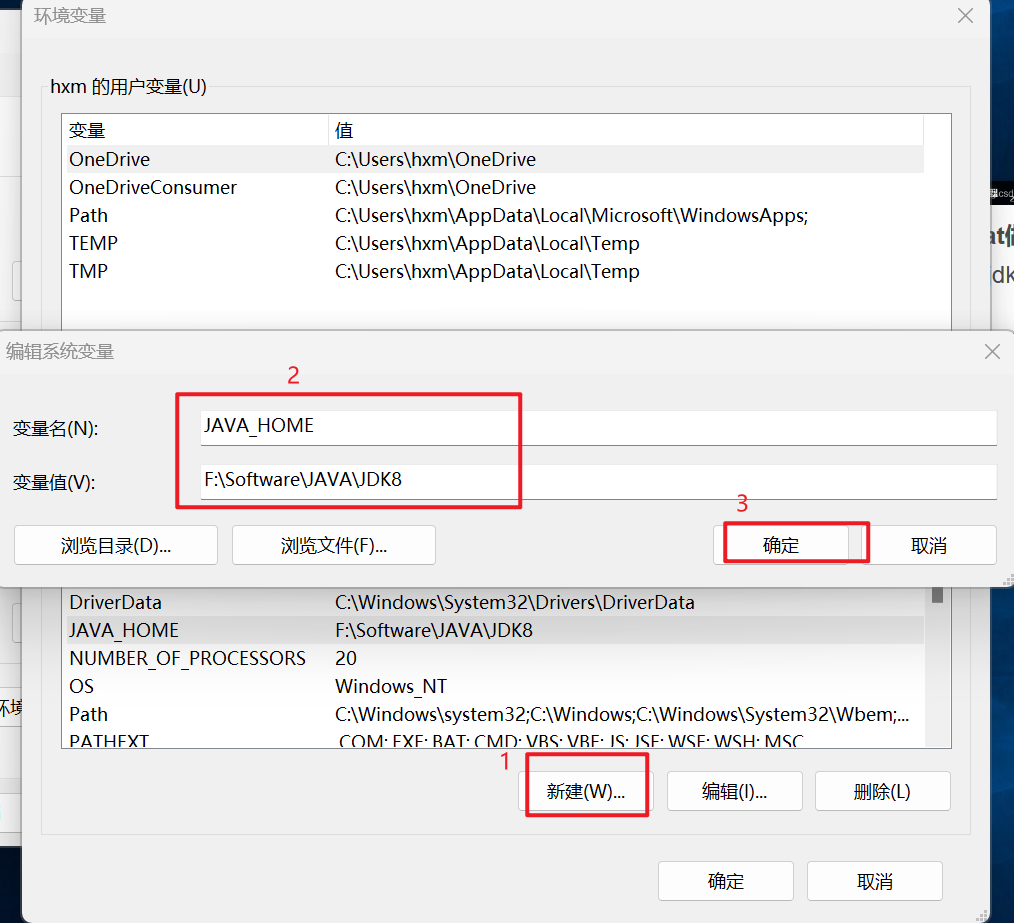 环境变量
hxm 的用户变量(U)
变量 值
OneDrive C:\Users\hxm\OneDrive
OneDriveConsumer C:\Users\hxm\OneDrive
Path C:\Users\hxm\AppData\Local\Microsoft\WindowsApps;
TEMP C:\Users\hxm\AppData\Local\Temp
TMP C:\Users\hxm\AppData\Local\Temp
编辑系统变量
2
变量名(N): JAVA_HOME
变量值(V): F:\Software\JAVA\JDK8
3
浏览目录(D)... 浏览文件(F)... 确定 取消
DriverData C:\Windows\System32\Drivers\DriverData
JAVA_HOME F:\Software\JAVA\JDK8
NUMBER_OF_PROCESSORS 20
OS Windows_NT
Path C:\Windows\system32;C:\Windows;C:\Windows\System32\Wbem;...
PATHEXT .COM;.EXE;.BAT;.CMD;.VBS;.VBE;.JS;.JSE;.WSF;.WSH;.MSC
1
新建(W)... 编辑(I)... 删除(L)
确定 取消